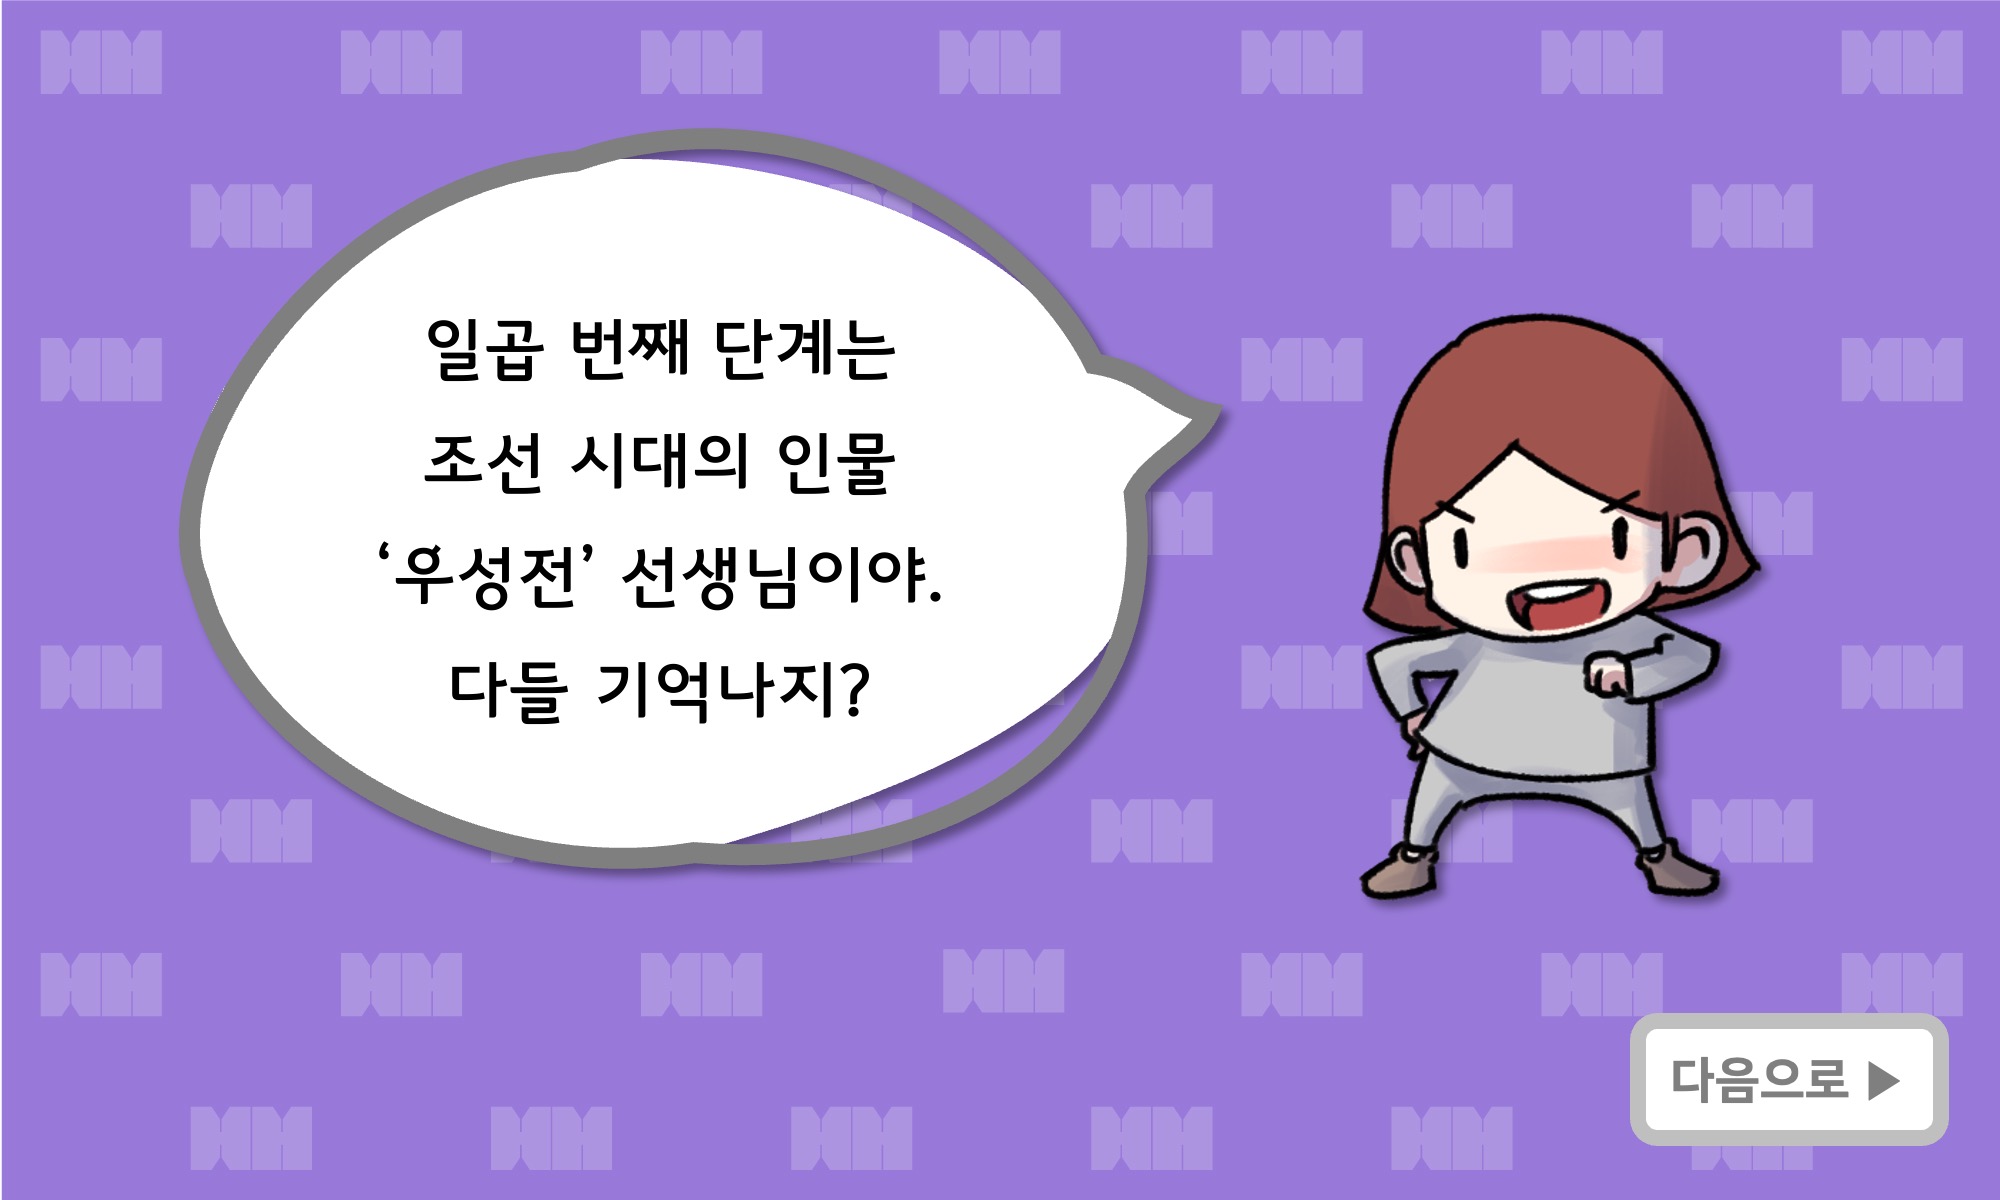 일곱 번째 단계는
조선 시대의 인물
‘우성전’ 선생님이야.
다들 기억나지?
다음으로 ▶